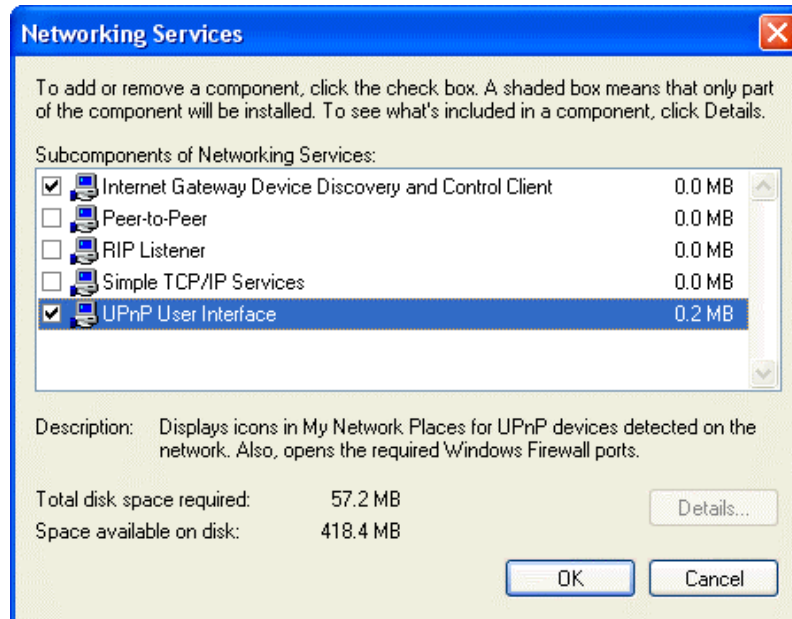 Networking Services
To add or remove a component, click the check box. A shaded box means that only part
of the component will be installed. To see what's included in a component, click Details.
Subcomponents of Networking Services:
Internet Gateway Device Discovery and Control Client 0.0 MB
Peer-to-Peer 0.0 MB
RIP Listener 0.0 MB
Simple TCP/IP Services 0.0 MB
UPnP User Interface 0.2 MB
Description: Displays icons in My Network Places for UPnP devices detected on the
network. Also, opens the required Windows Firewall ports.
Total disk space required: 57.2 MB
Space available on disk: 418.4 MB
Details...
OK Cancel